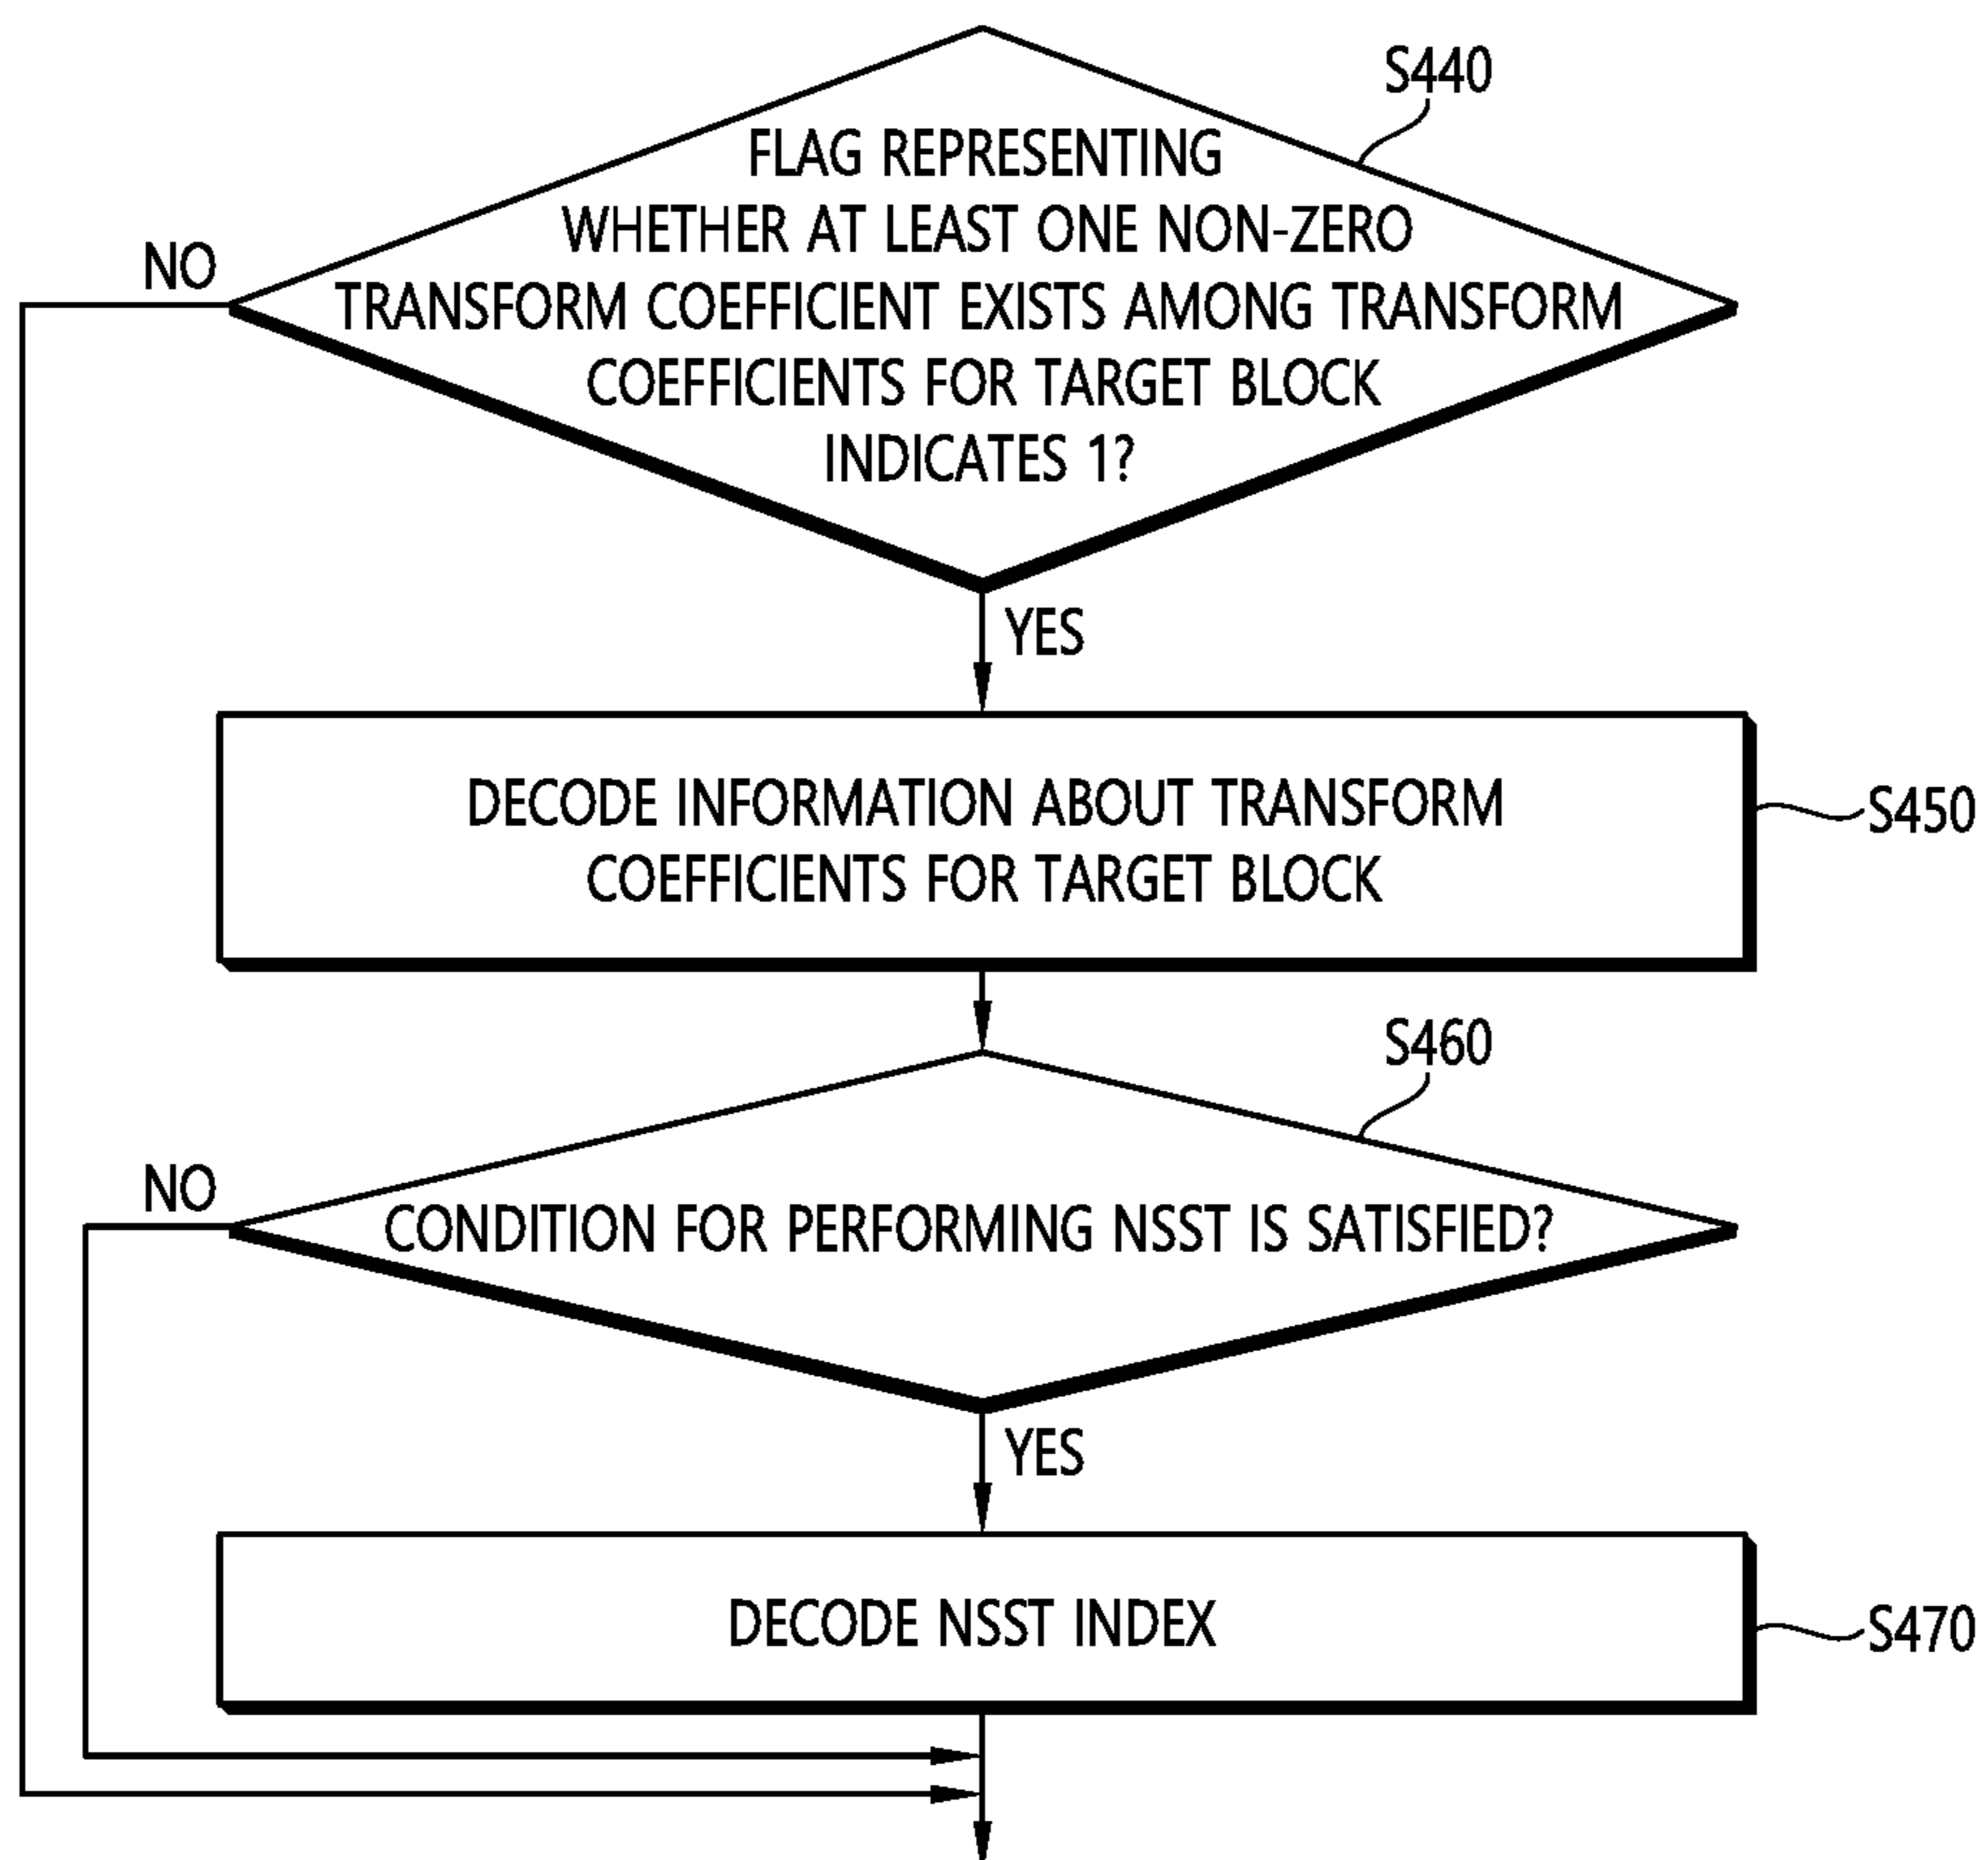 S440
FLAG REPRESENTING
WHETHER AT LEAST ONE NON-ZERO
NO
TRANSFORM COEFFICIENT EXISTS AMONG TRANSFORM
COEFFICIENTS FOR TARGET BLOCK
INDICATES 1?
YES
DECODE INFORMATION ABOUT TRANSFORM
COEFFICIENTS FOR TARGET BLOCK
S450
S460
NO
CONDITION FOR PERFORMING NSST IS SATISFIED?
YES
DECODE NSST INDEX
S470